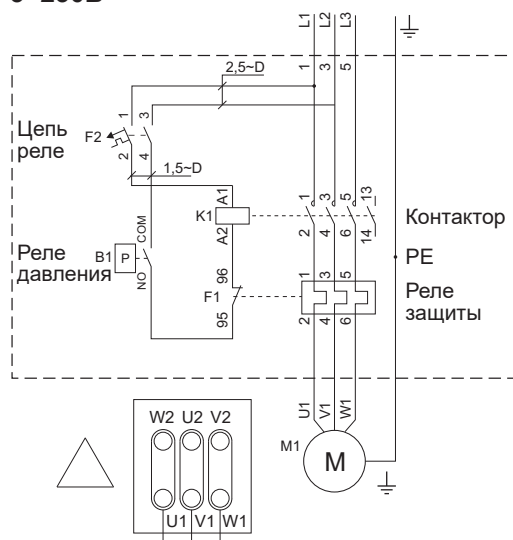 L1 L2 L3
1 3 5
2,5~D
1 3
Цепь
реле
F2
2 4
1,5~D
A1
K1
A2
1 3 5 13
2 4 6 14
Контактор
COM
Реле
давления
B1
P
NO
PE
96
F1
95
1 3 5
2 4 6
Реле
защиты
U1 V1 W1
M1
M
W2 U2 V2
U1 V1 W1